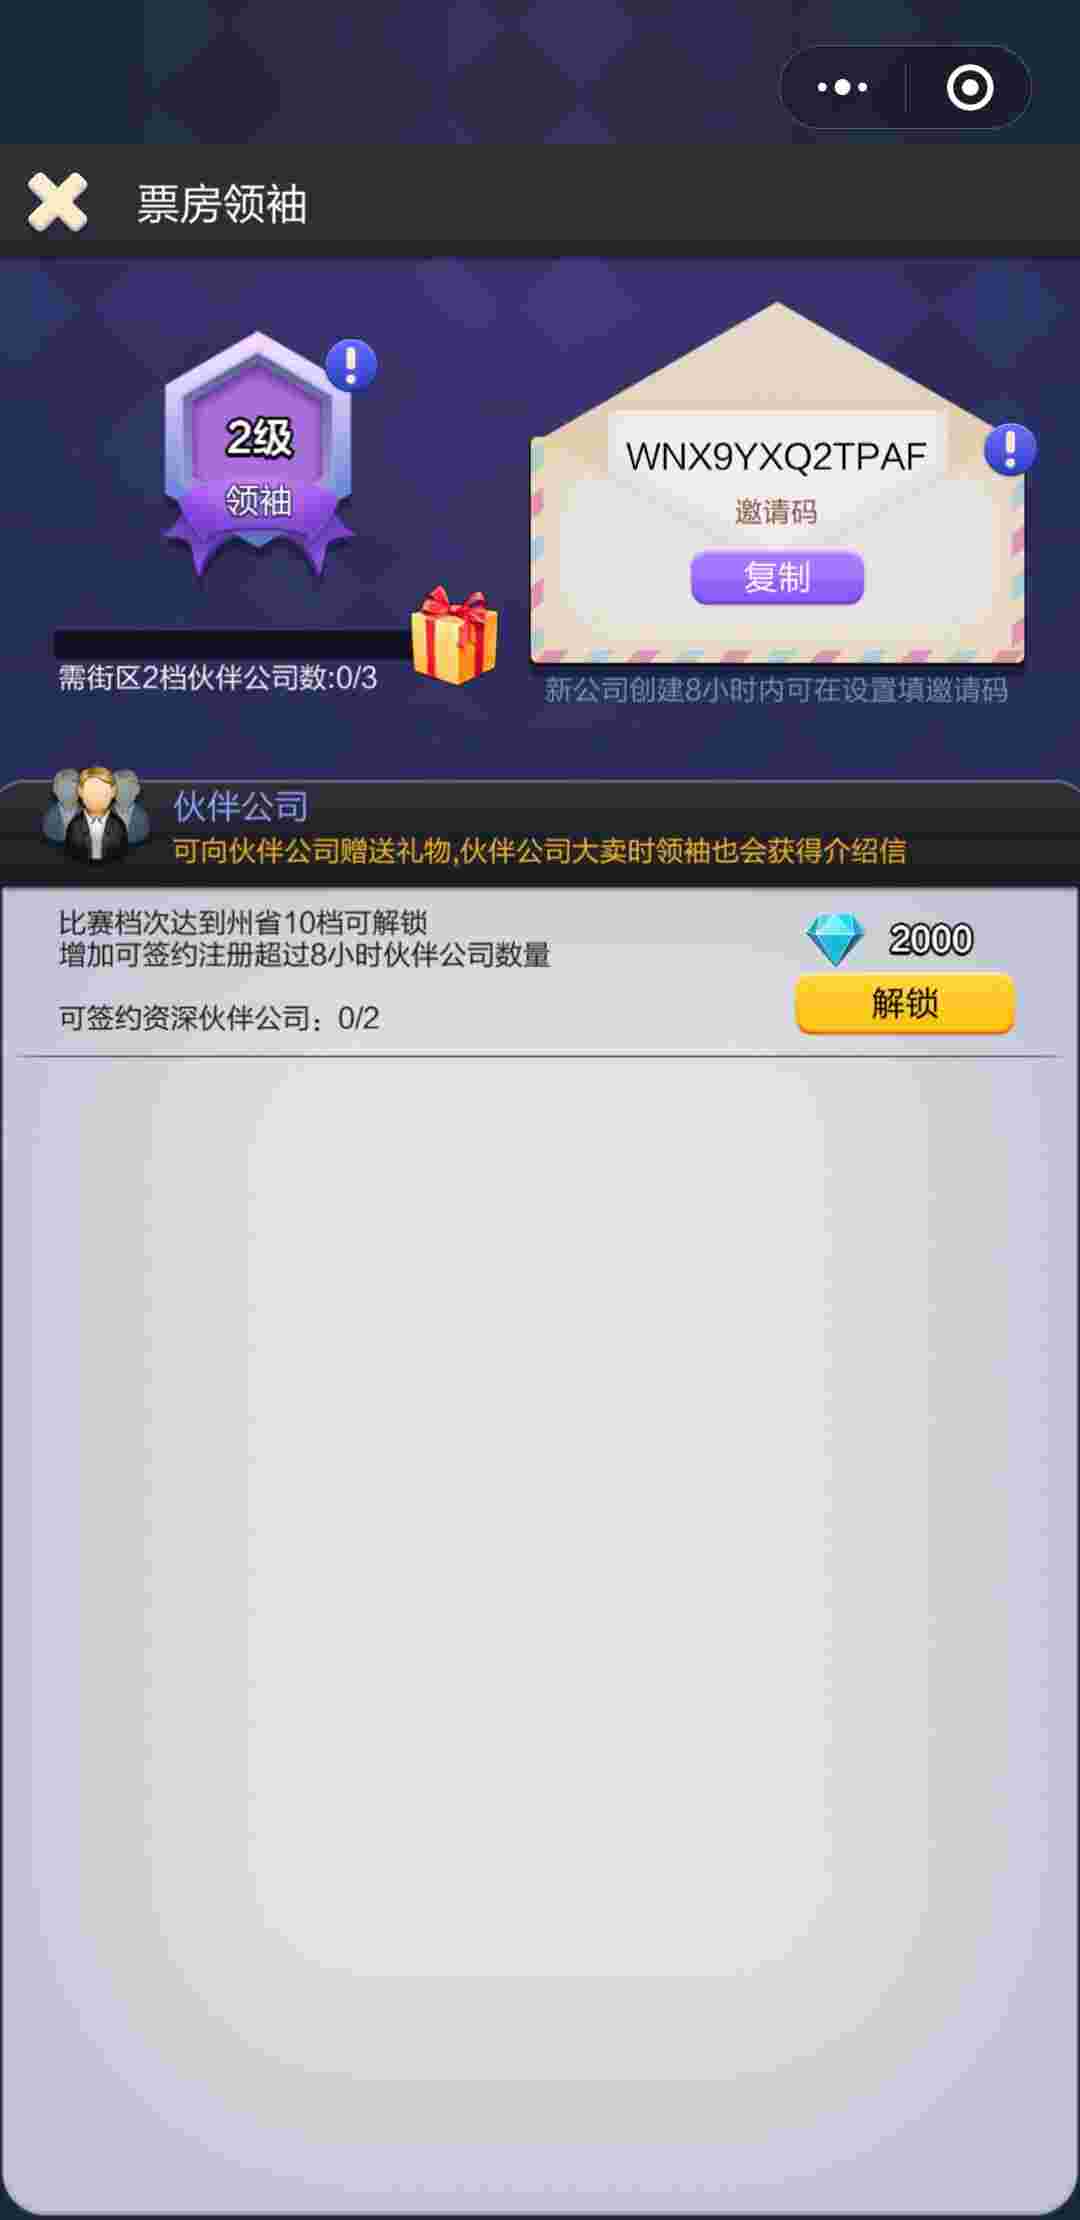 票房领袖
2级
领袖
需街区2档伙伴公司数:0/3
WNX9YXQ2TPAF
邀请码
复制
新公司创建8小时内可在设置填邀请码
伙伴公司
可向伙伴公司赠送礼物,伙伴公司大卖时领袖也会获得介绍信
比赛档次达到州省10档可解锁
增加可签约注册超过8小时伙伴公司数量
可签约资深伙伴公司：0/2
2000
解锁